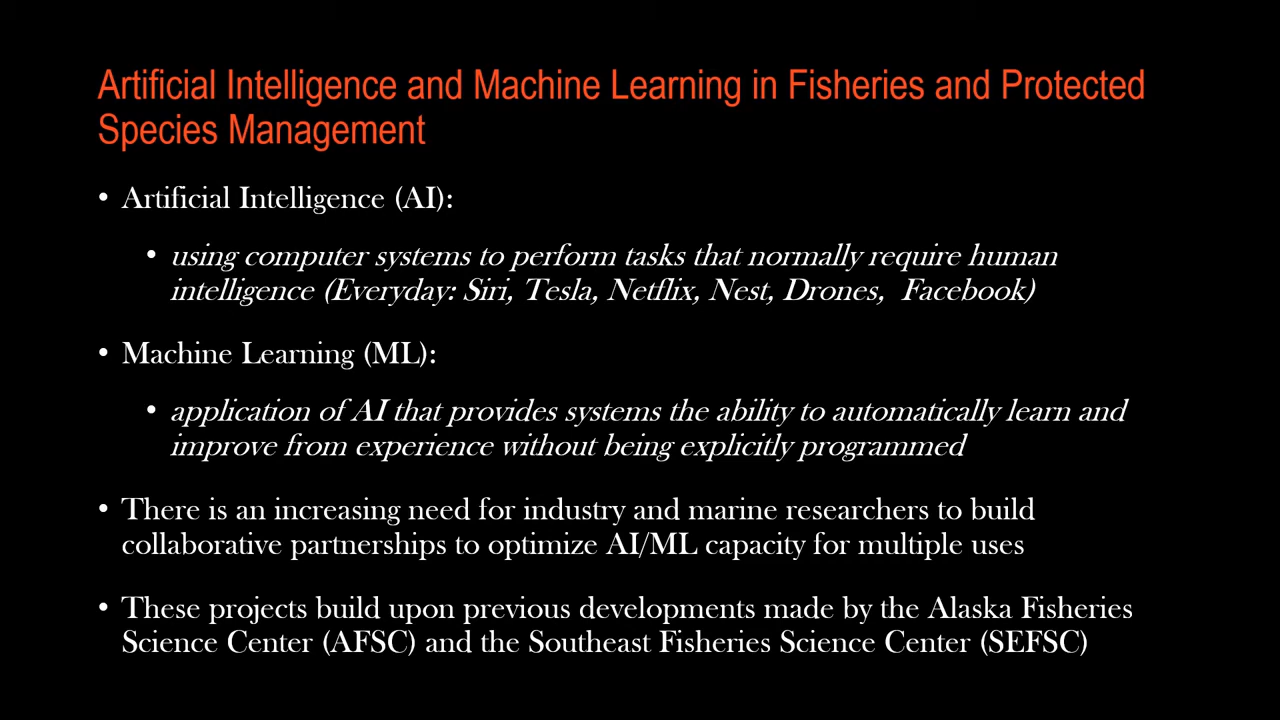 Artificial Intelligence and Machine Learning in Fisheries and Protected
Species Management
• Artificial Intelligence (AI):
• using computer systems to perform tasks that normally require human
intelligence (Everyday: Siri, Tesla, Netflix, Nest, Drones,  Facebook)
• Machine Learning (ML):
• application of AI that provides systems the ability to automatically learn and
improve from experience without being explicitly programmed
• There is an increasing need for industry and marine researchers to build
collaborative partnerships to optimize AI/ML capacity for multiple uses
• These projects build upon previous developments made by the Alaska Fisheries
Science Center (AFSC) and the Southeast Fisheries Science Center (SEFSC)